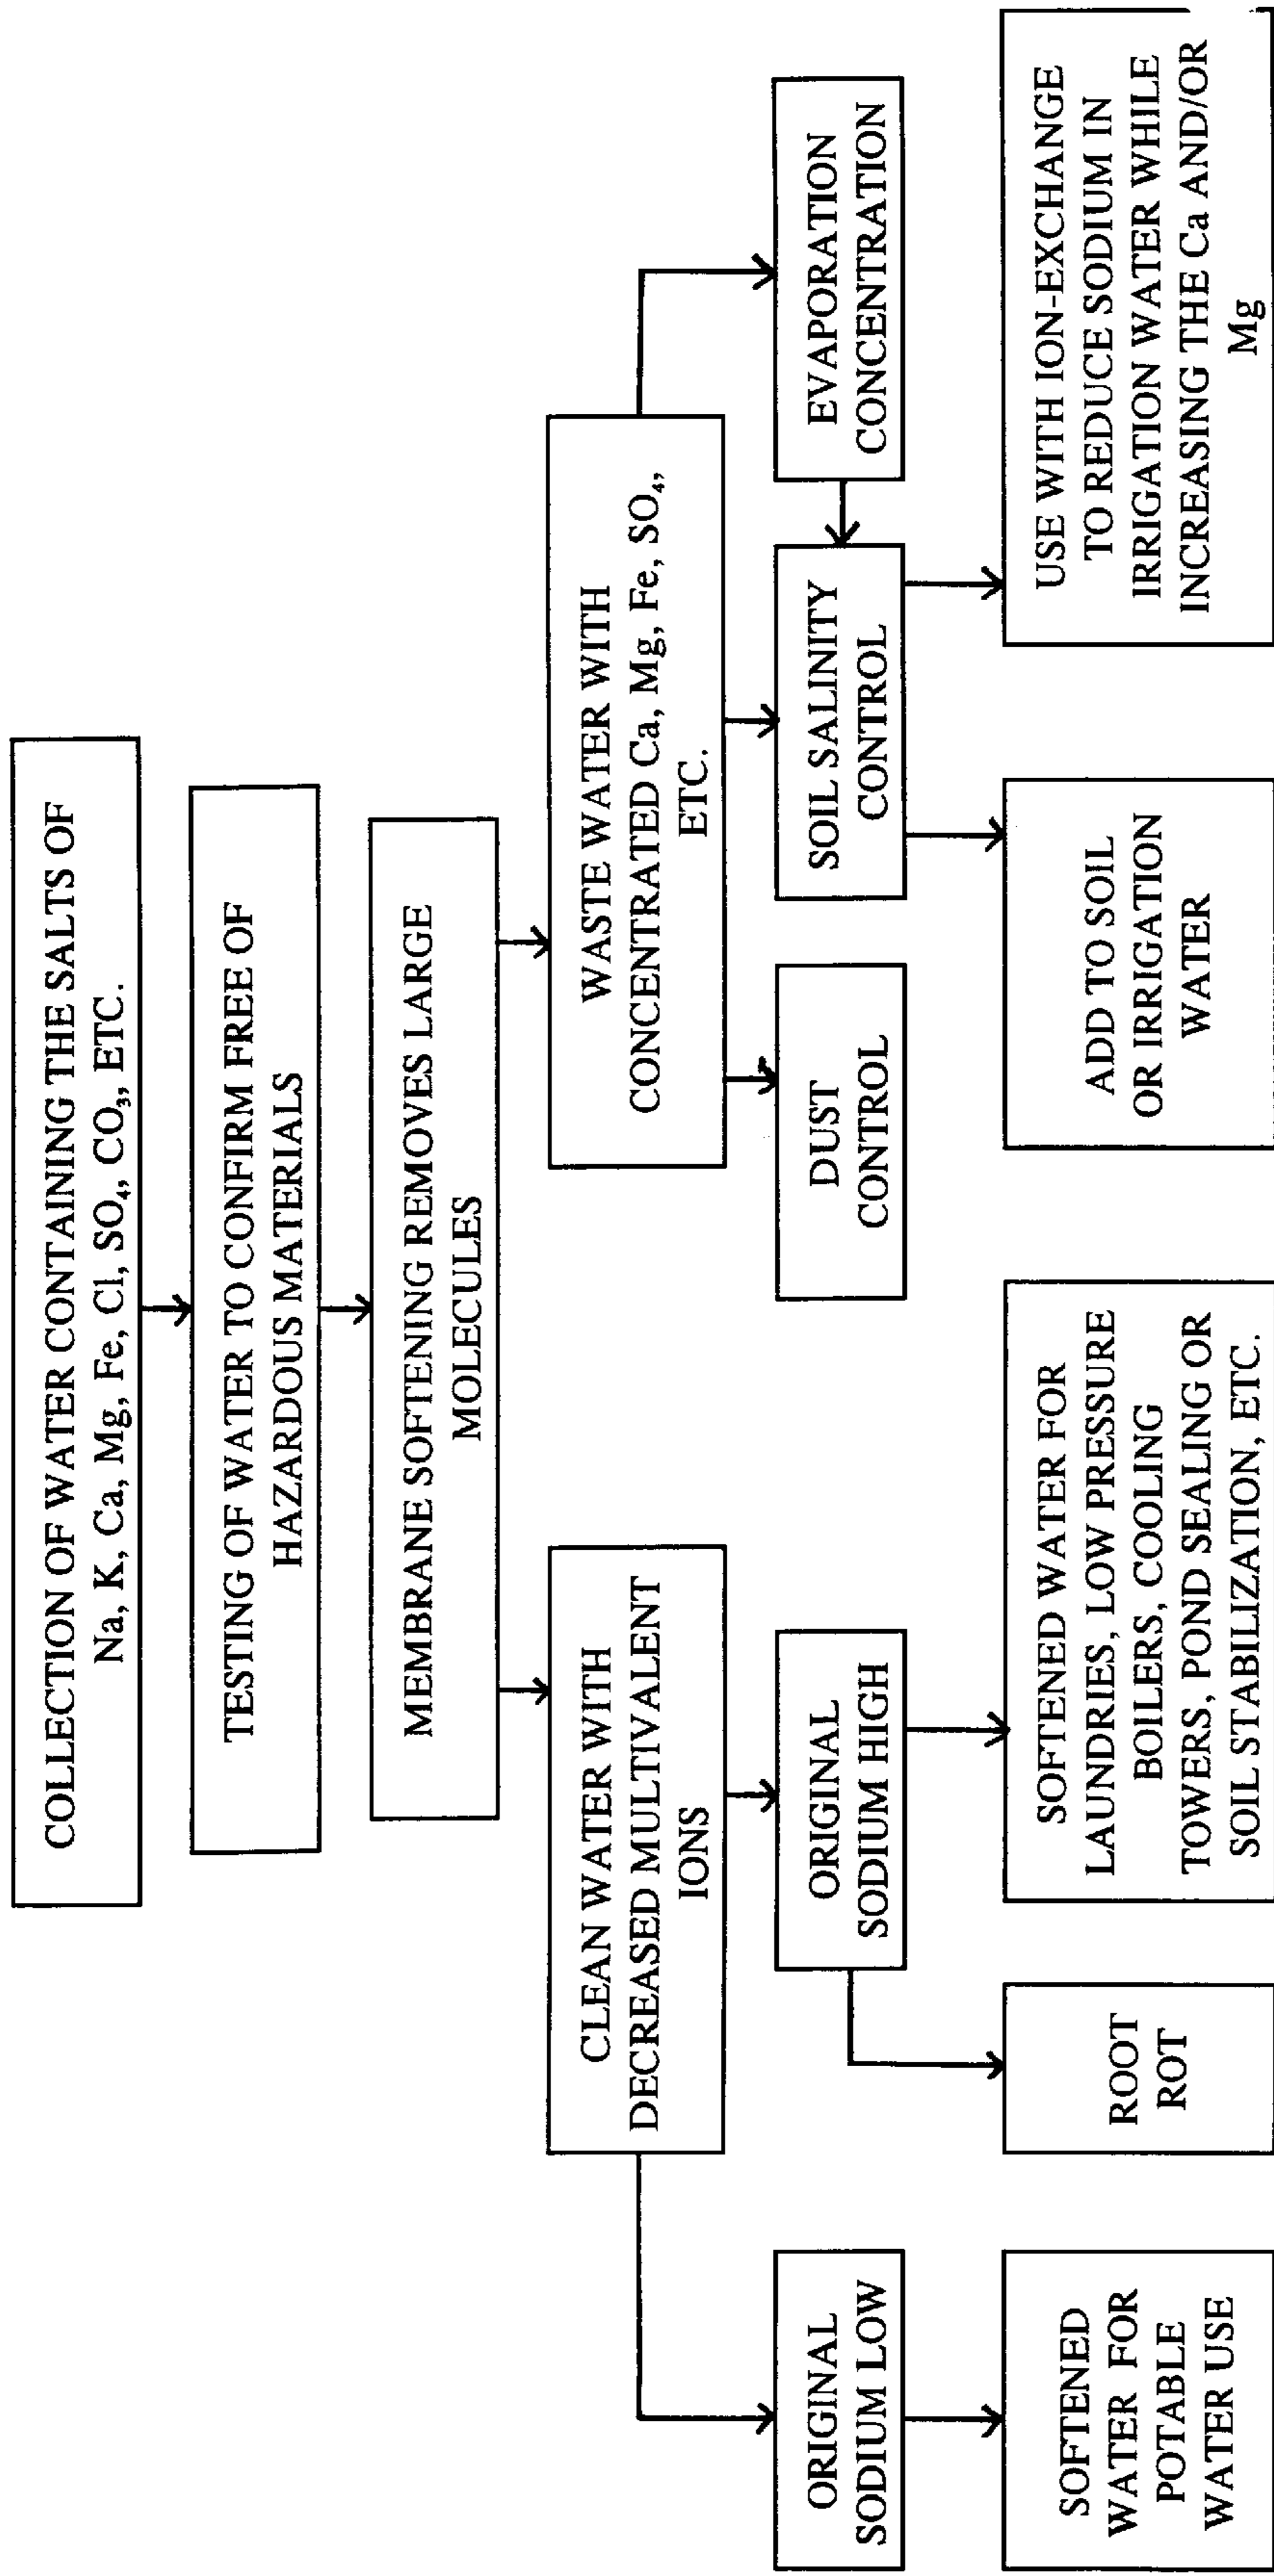 COLLECTION OF WATER CONTAINING THE SALTS OF
Na, K, Ca, Mg, Fe, Cl, SO₄, CO₃, ETC.
TESTING OF WATER TO CONFIRM FREE OF
HAZARDOUS MATERIALS
MEMBRANE SOFTENING REMOVES LARGE
MOLECULES
CLEAN WATER WITH
DECREASED MULTIVALENT
IONS
WASTE WATER WITH
CONCENTRATED Ca, Mg, Fe, SO₄,
ETC.
ORIGINAL
SODIUM LOW
ORIGINAL
SODIUM HIGH
DUST
CONTROL
SOIL SALINITY
CONTROL
EVAPORATION
CONCENTRATION
SOFTENED
WATER FOR
POTABLE
WATER USE
ROOT
ROT
SOFTENED WATER FOR
LAUNDRIES, LOW PRESSURE
BOILERS, COOLING
TOWERS, POND SEALING OR
SOIL STABILIZATION, ETC.
ADD TO SOIL
OR IRRIGATION
WATER
USE WITH ION-EXCHANGE
TO REDUCE SODIUM IN
IRRIGATION WATER WHILE
INCREASING THE Ca AND/OR
Mg